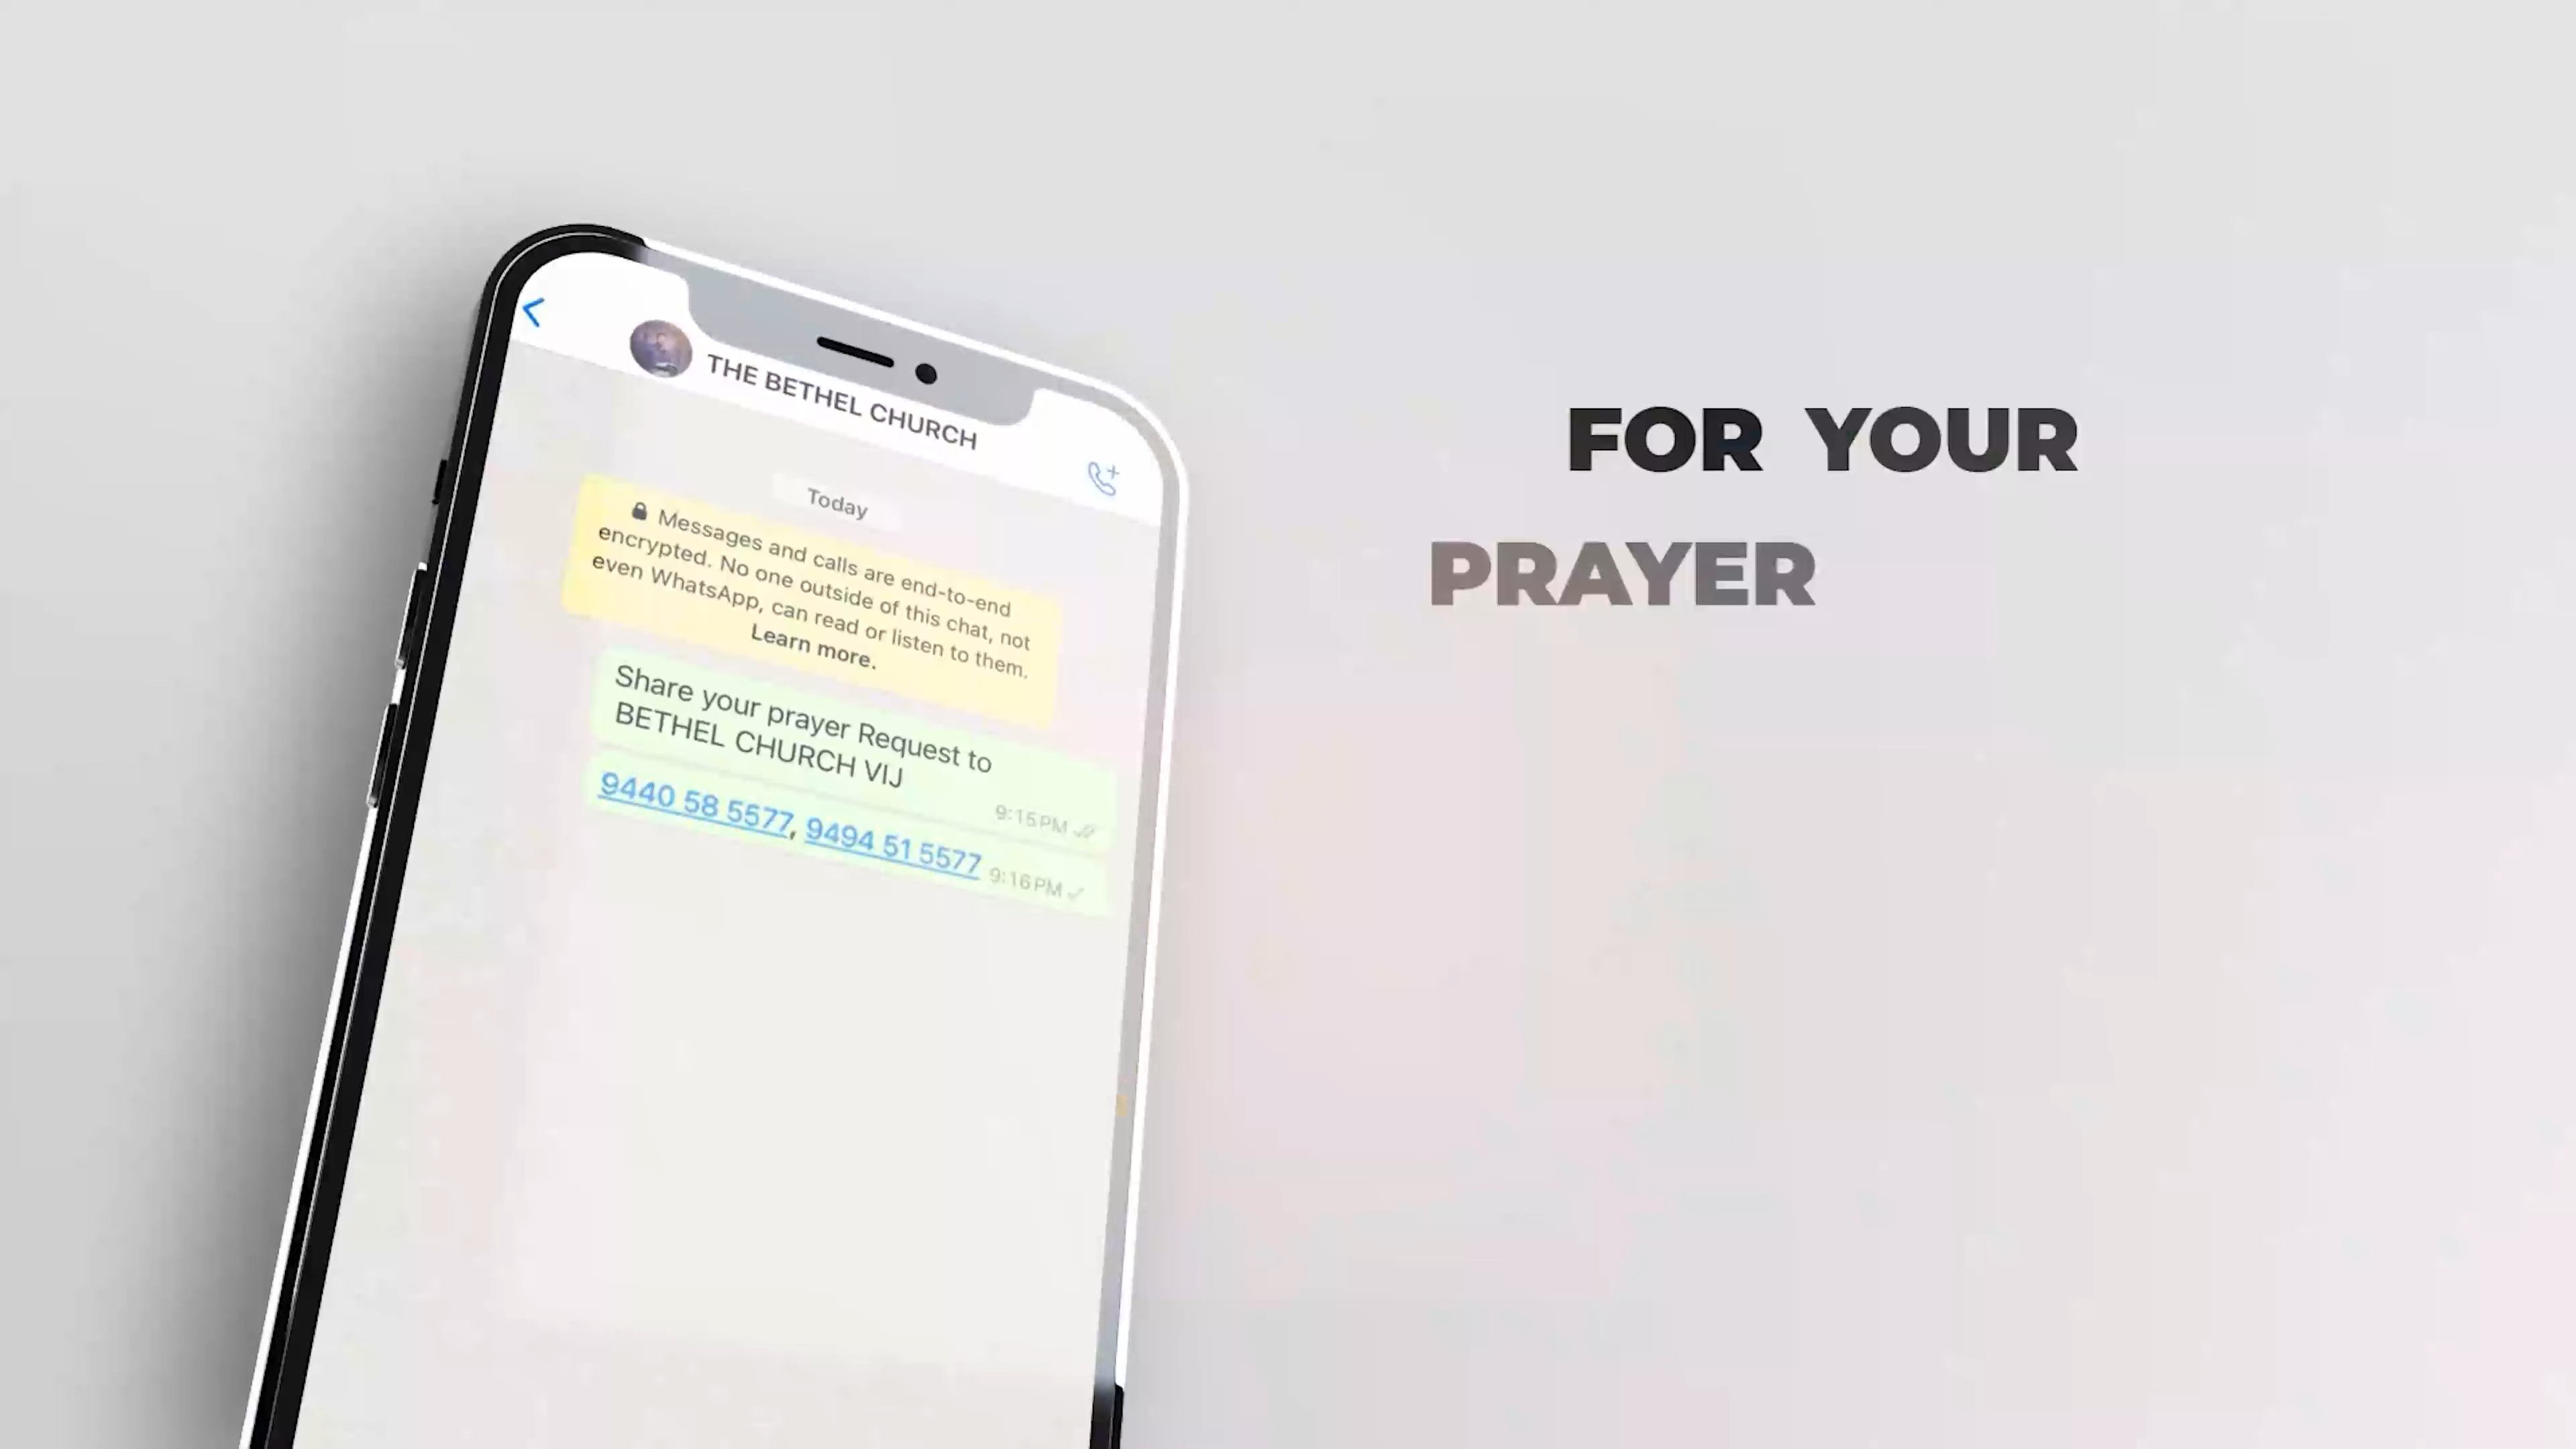 THE BETHEL CHURCH
Today
Messages and calls are end-to-end
encrypted. No one outside of this chat, not
even WhatsApp, can read or listen to them.
Learn more.
Share your prayer Request to
BETHEL CHURCH VIJ
9:15 PM
9440 58 5577, 9494 51 5577
9:16 PM
FOR YOUR
PRAYER